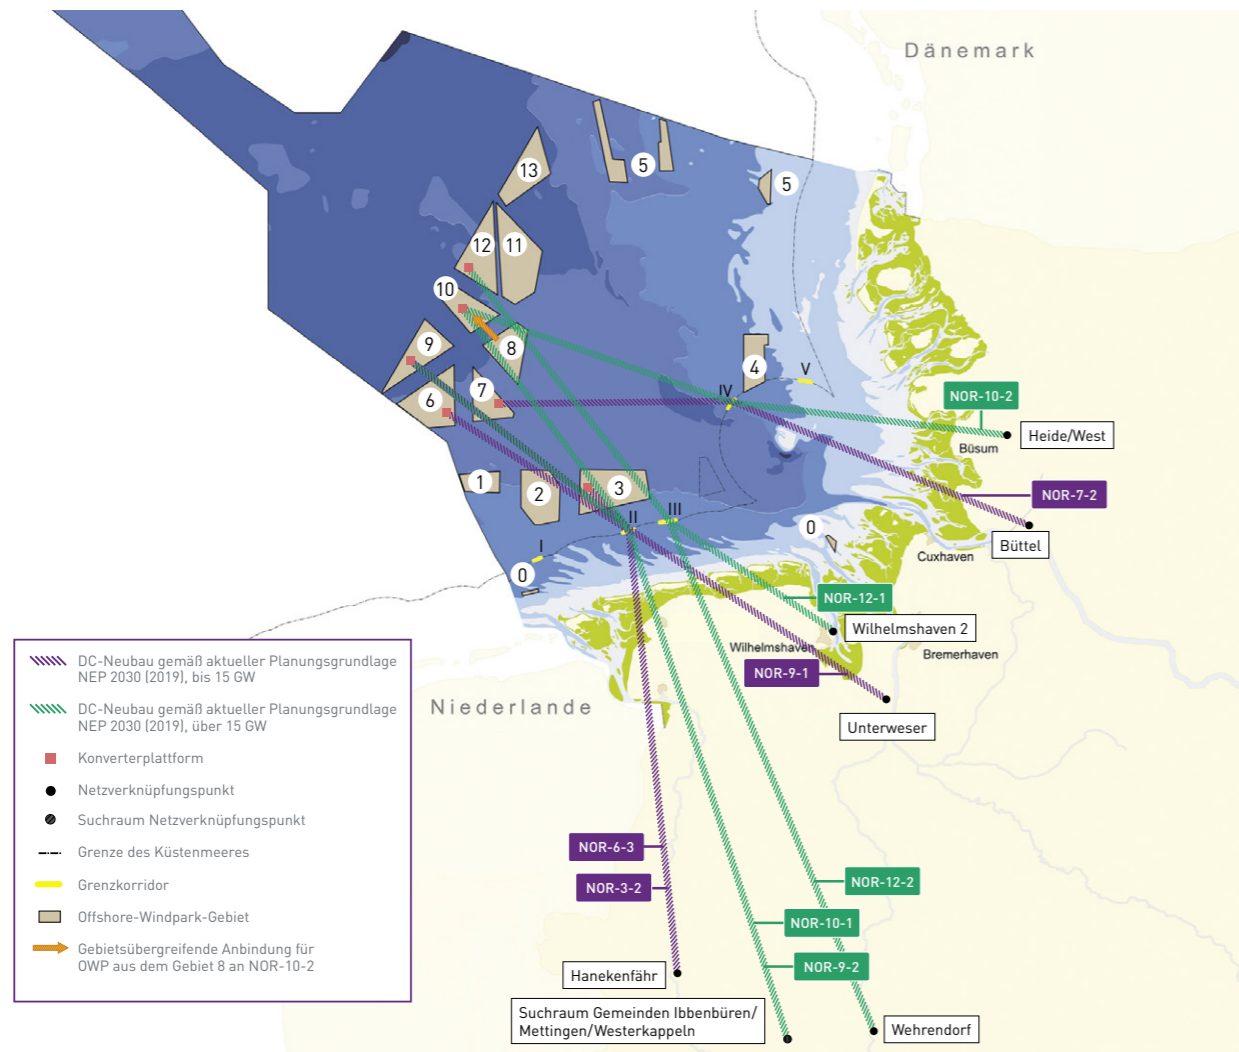 Dänemark
13
5
5
12
11
10
9
8
4
V
7
IV
6
NOR-10-2
Heide/West
Büsum
1
2
3
NOR-7-2
II
III
0
I
Büttel
Cuxhaven
0
NOR-12-1
Wilhelmshaven 2
Wilhelmshaven
Bremerhaven
NOR-9-1
Niederlande
Unterweser
DC-Neubau gemäß aktueller Planungsgrundlage
NEP 2030 (2019), bis 15 GW
DC-Neubau gemäß aktueller Planungsgrundlage
NEP 2030 (2019), über 15 GW
Konverterplattform
Netzverknüpfungspunkt
Suchraum Netzverknüpfungspunkt
Grenze des Küstenmeeres
Grenzkorridor
Offshore-Windpark-Gebiet
Gebietsübergreifende Anbindung für
OWP aus dem Gebiet 8 an NOR-10-2
NOR-6-3
NOR-3-2
NOR-12-2
NOR-10-1
NOR-9-2
Hanekenfähr
Suchraum Gemeinden Ibbenbüren/
Mettingen/Westerkappeln
Wehrendorf